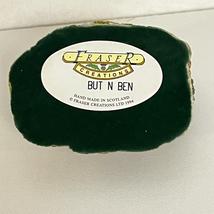 FRASER
CREATIONS
BUT N BEN
HAND MADE IN SCOTLAND
© FRASER CREATIONS LTD 1994